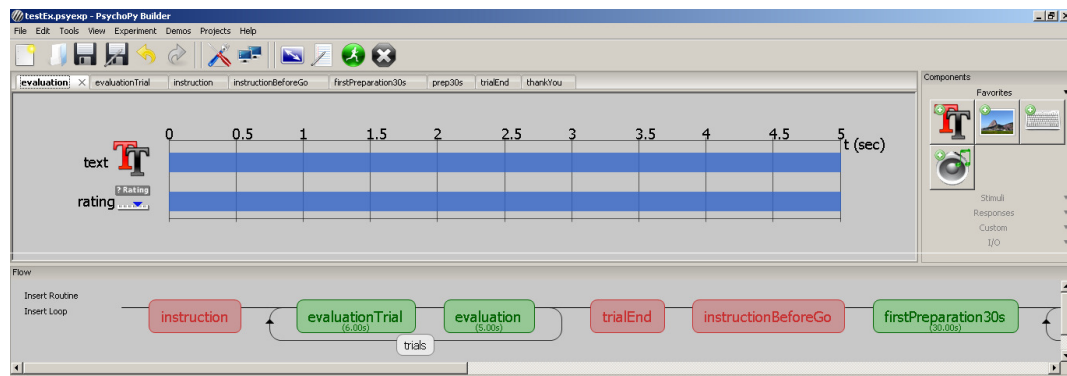 testEx.psyexp - PsychoPy Builder
File Edit Tools View Experiment Demos Projects Help
evaluation evaluationTrial instruction instructionBeforeGo firstPreparation30s prep30s trialEnd thankYou
Components
Favorites
0 0.5 1 1.5 2 2.5 3 3.5 4 4.5 5
t (sec)
text
? Rating
rating
Stimuli
Responses
Custom
I/O
Flow
Insert Routine
Insert Loop
instruction evaluationTrial evaluation trialEnd instructionBeforeGo firstPreparation30s
(6.00s) (5.00s) (30.00s)
trials